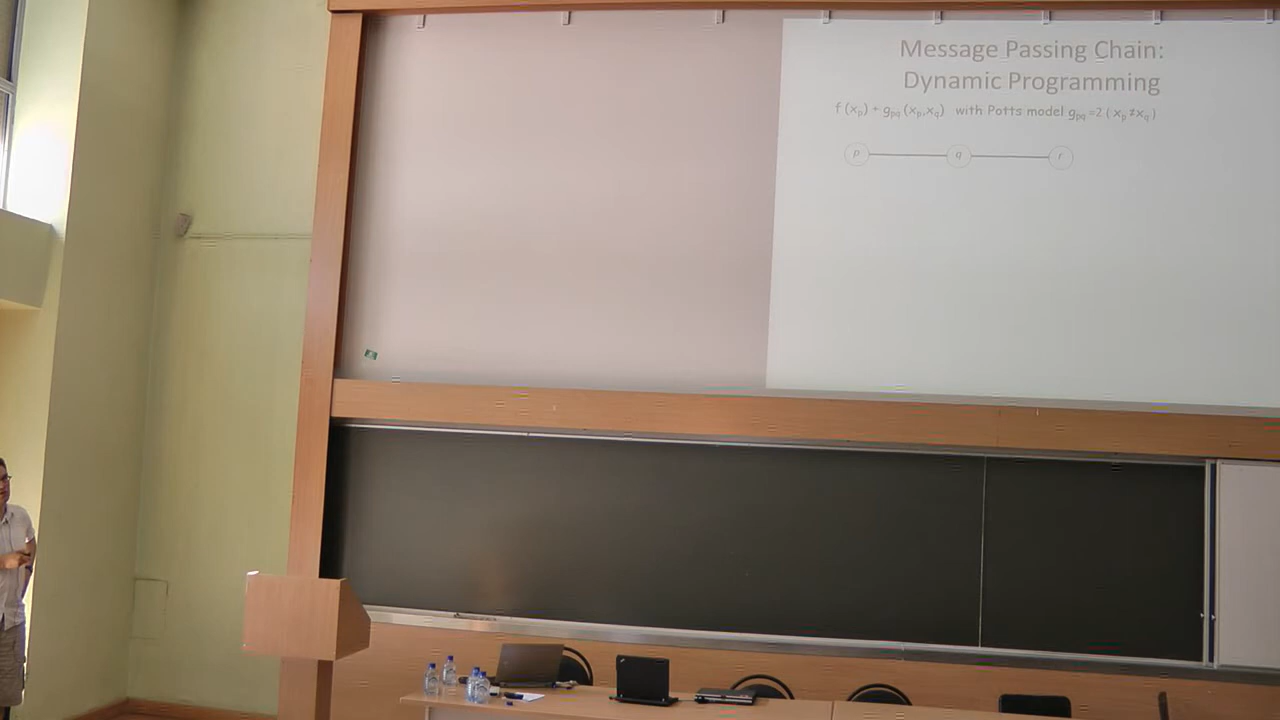 Message Passing Chain:
Dynamic Programming
f (xp) + gpq (xp,xq) with Potts model gpq =2 ( xp ≠xq )
p q r